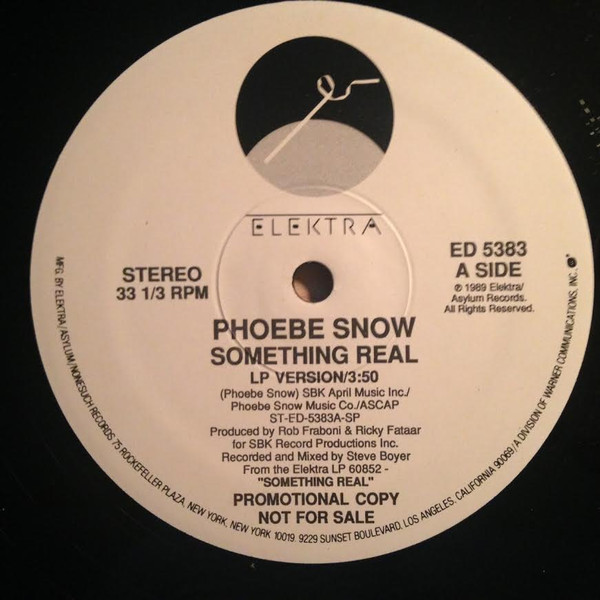 ELEKTRA
STEREO
33 1/3 RPM
ED 5383
A SIDE
℗ 1989 Elektra/
Asylum Records.
All Rights Reserved.
PHOEBE SNOW
SOMETHING REAL
LP VERSION/3:50
(Phoebe Snow) SBK April Music Inc./
Phoebe Snow Music Co./ASCAP
ST-ED-5383A-SP
Produced by Rob Fraboni & Ricky Fataar
for SBK Record Productions Inc.
Recorded and Mixed by Steve Boyer
From the Elektra LP 60852 -
"SOMETHING REAL"
PROMOTIONAL COPY
NOT FOR SALE
MFG. BY ELEKTRA/ASYLUM/NONESUCH RECORDS 75 ROCKEFELLER PLAZA, NEW YORK, NEW YORK 10019. 9229 SUNSET BOULEVARD, LOS ANGELES, CALIFORNIA 90069/A DIVISION OF WARNER COMMUNICATIONS, INC.